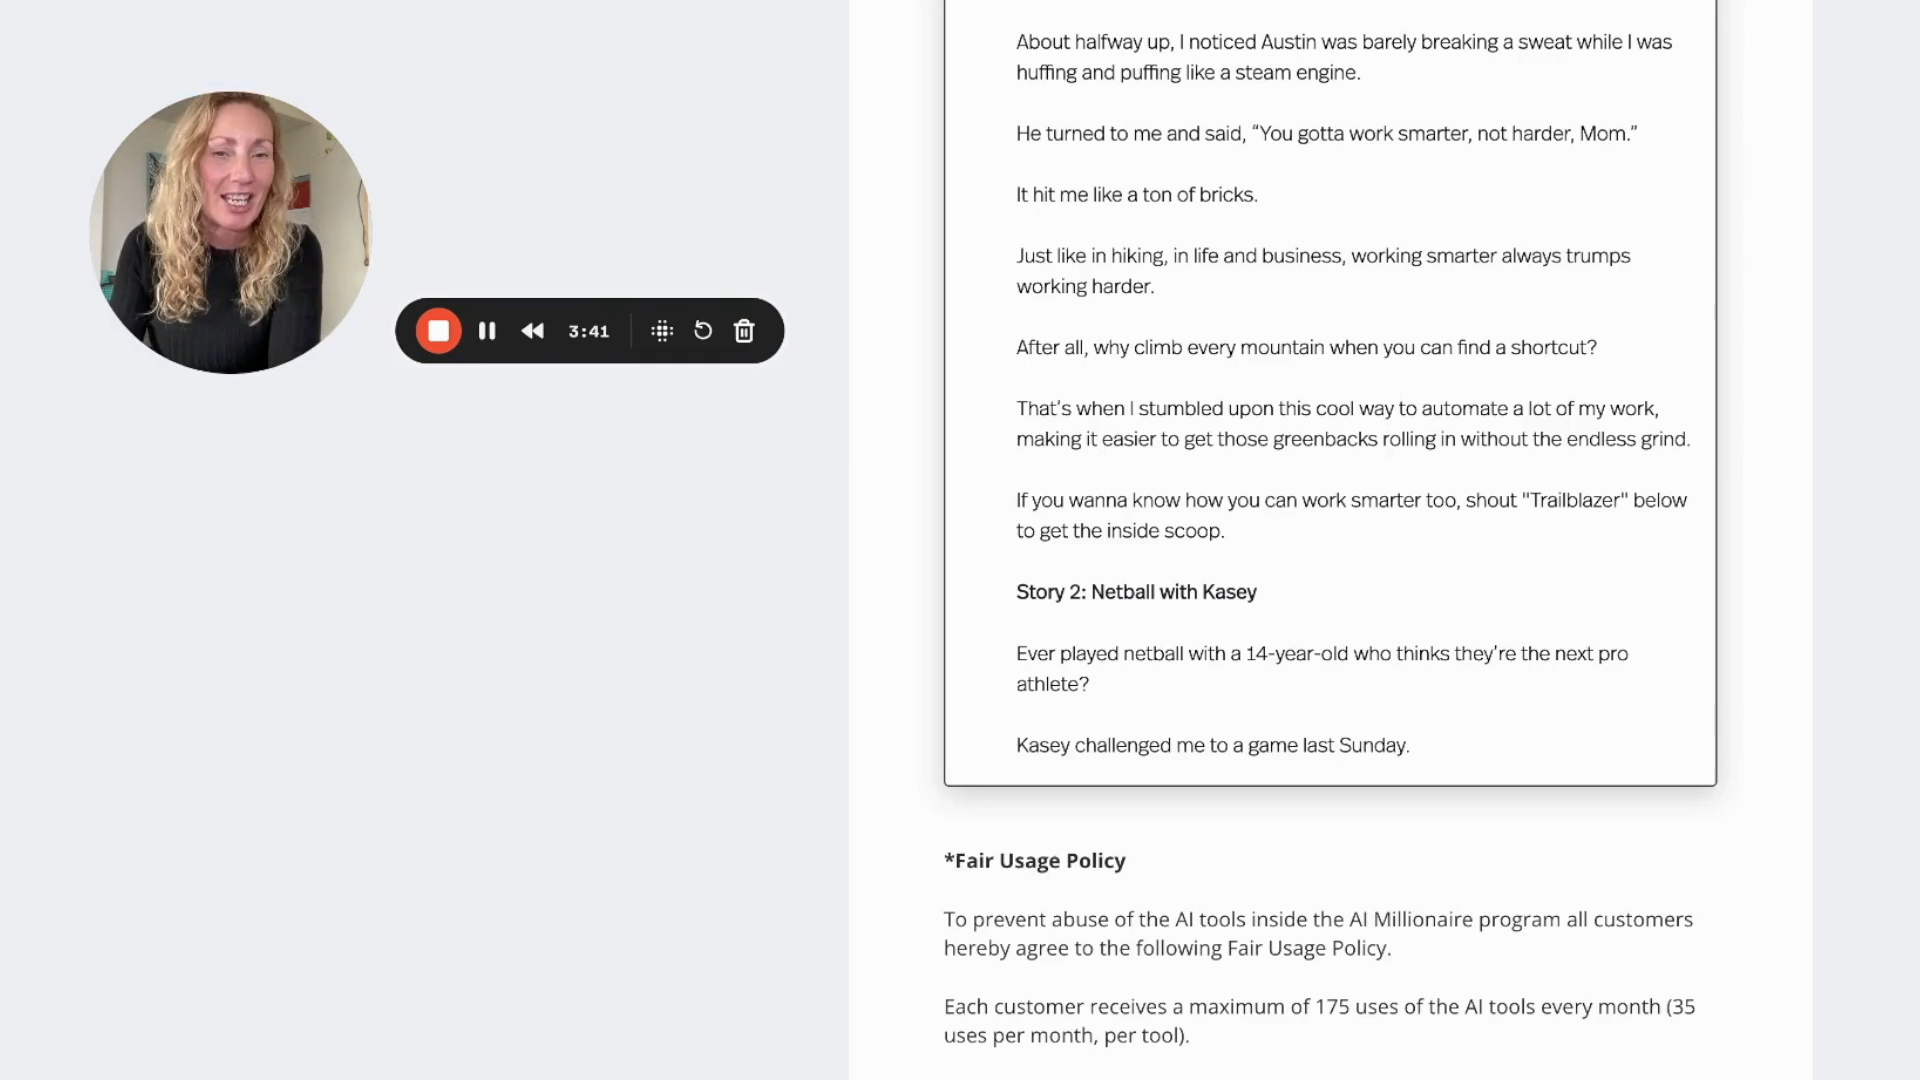 About halfway up, I noticed Austin was barely breaking a sweat while I was
huffing and puffing like a steam engine.
He turned to me and said, “You gotta work smarter, not harder, Mom.”
It hit me like a ton of bricks.
Just like in hiking, in life and business, working smarter always trumps
working harder.
After all, why climb every mountain when you can find a shortcut?
That’s when I stumbled upon this cool way to automate a lot of my work,
making it easier to get those greenbacks rolling in without the endless grind.
If you wanna know how you can work smarter too, shout "Trailblazer" below
to get the inside scoop.
Story 2: Netball with Kasey
Ever played netball with a 14-year-old who thinks they’re the next pro
athlete?
Kasey challenged me to a game last Sunday.
3:41
*Fair Usage Policy
To prevent abuse of the AI tools inside the AI Millionaire program all customers
hereby agree to the following Fair Usage Policy.
Each customer receives a maximum of 175 uses of the AI tools every month (35
uses per month, per tool).